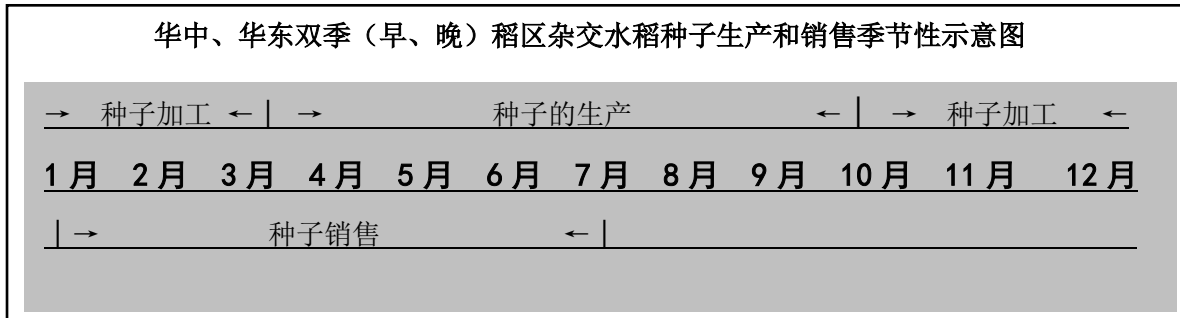 华中、华东双季（早、晚）稻区杂交水稻种子生产和销售季节性示意图
→ 种子加工 ←| → 种子的生产 ←| → 种子加工 ←
1月 2月 3月 4月 5月 6月 7月 8月 9月 10月 11月 12月
|→ 种子销售 ←|